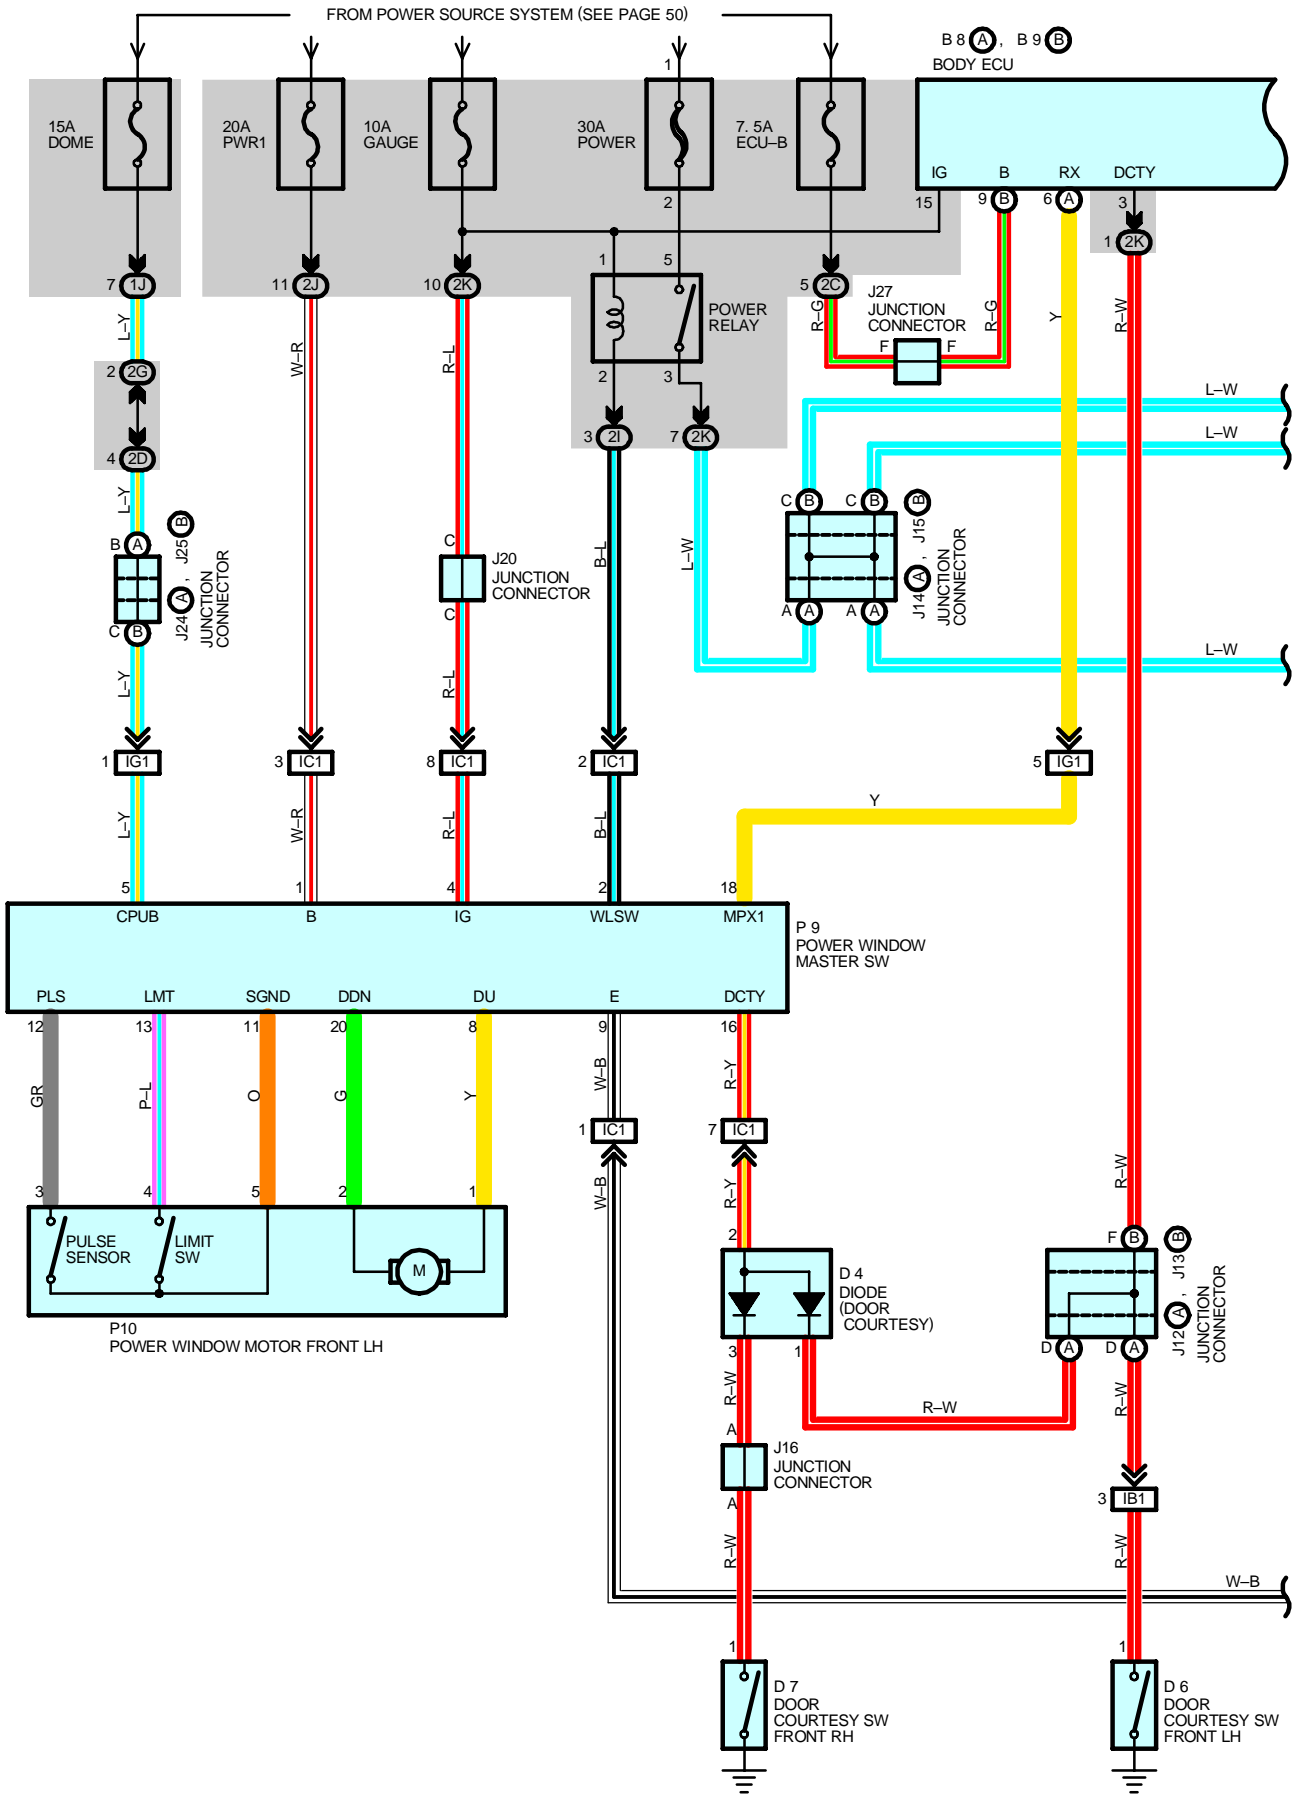 FROM POWER SOURCE SYSTEM (SEE PAGE 50)
B 8 A , B 9 B
BODY ECU
1
15A
DOME
20A
PWR1
10A
GAUGE
30A
POWER
7. 5A
ECU–B
IG B RX DCTY
2
15 9 B 6 A 3
1 2K
1 5
7 1J
11 2J
10 2K
5 2C
POWER
RELAY
J27
JUNCTION
CONNECTOR
F F
L–Y
W–R
R–L
R–G
R–G
Y
R–W
2 3
2 2G
L–W
3 2I
7 2K
L–W
4 2D
L–Y
B A
J24 A , J25 B
JUNCTION
CONNECTOR
C B
C
J20
JUNCTION
CONNECTOR
C
B–L
L–W
C B C B
J14 A , J15 B
JUNCTION
CONNECTOR
A A A A
L–W
L–Y
R–L
1 IG1
3 IC1
8 IC1
2 IC1
5 IG1
Y
L–Y
W–R
R–L
B–L
5 1 4 2 18
CPUB B IG WLSW MPX1
P 9
POWER WINDOW
MASTER SW
PLS LMT SGND DDN DU E DCTY
12 13 11 20 8 9 16
GR
P–L
O
G
Y
W–B
R–Y
1 IC1
7 IC1
W–B
R–Y
R–W
3 4 5 2 1
PULSE
SENSOR
LIMIT
SW
M
P10
POWER WINDOW MOTOR FRONT LH
2
D 4
DIODE
(DOOR
COURTESY)
3 1
F B
J12 A , J13 B
JUNCTION
CONNECTOR
D A D A
R–W
R–W
R–W
A
J16
JUNCTION
CONNECTOR
A
3 IB1
R–W
R–W
W–B
1
D 7
DOOR
COURTESY SW
FRONT RH
1
D 6
DOOR
COURTESY SW
FRONT LH